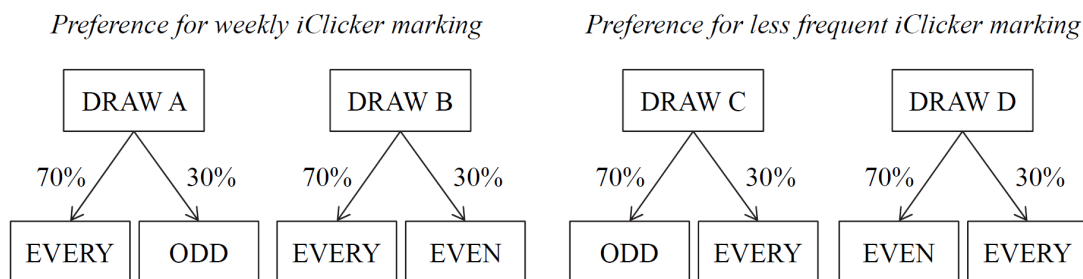 Preference for weekly iClicker marking
Preference for less frequent iClicker marking
DRAW A
DRAW B
DRAW C
DRAW D
70%
30%
70%
30%
70%
30%
70%
30%
EVERY
ODD
EVERY
EVEN
ODD
EVERY
EVEN
EVERY